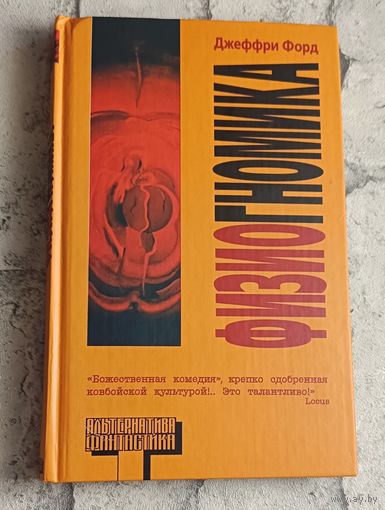 Джеффри Форд
ФИЗИОГНОМИКА
«Божественная комедия», крепко сдобренная
ковбойской культурой!.. Это талантливо!»
Locus
АЛЬТЕРНАТИВА
ФАНТАСТИКА